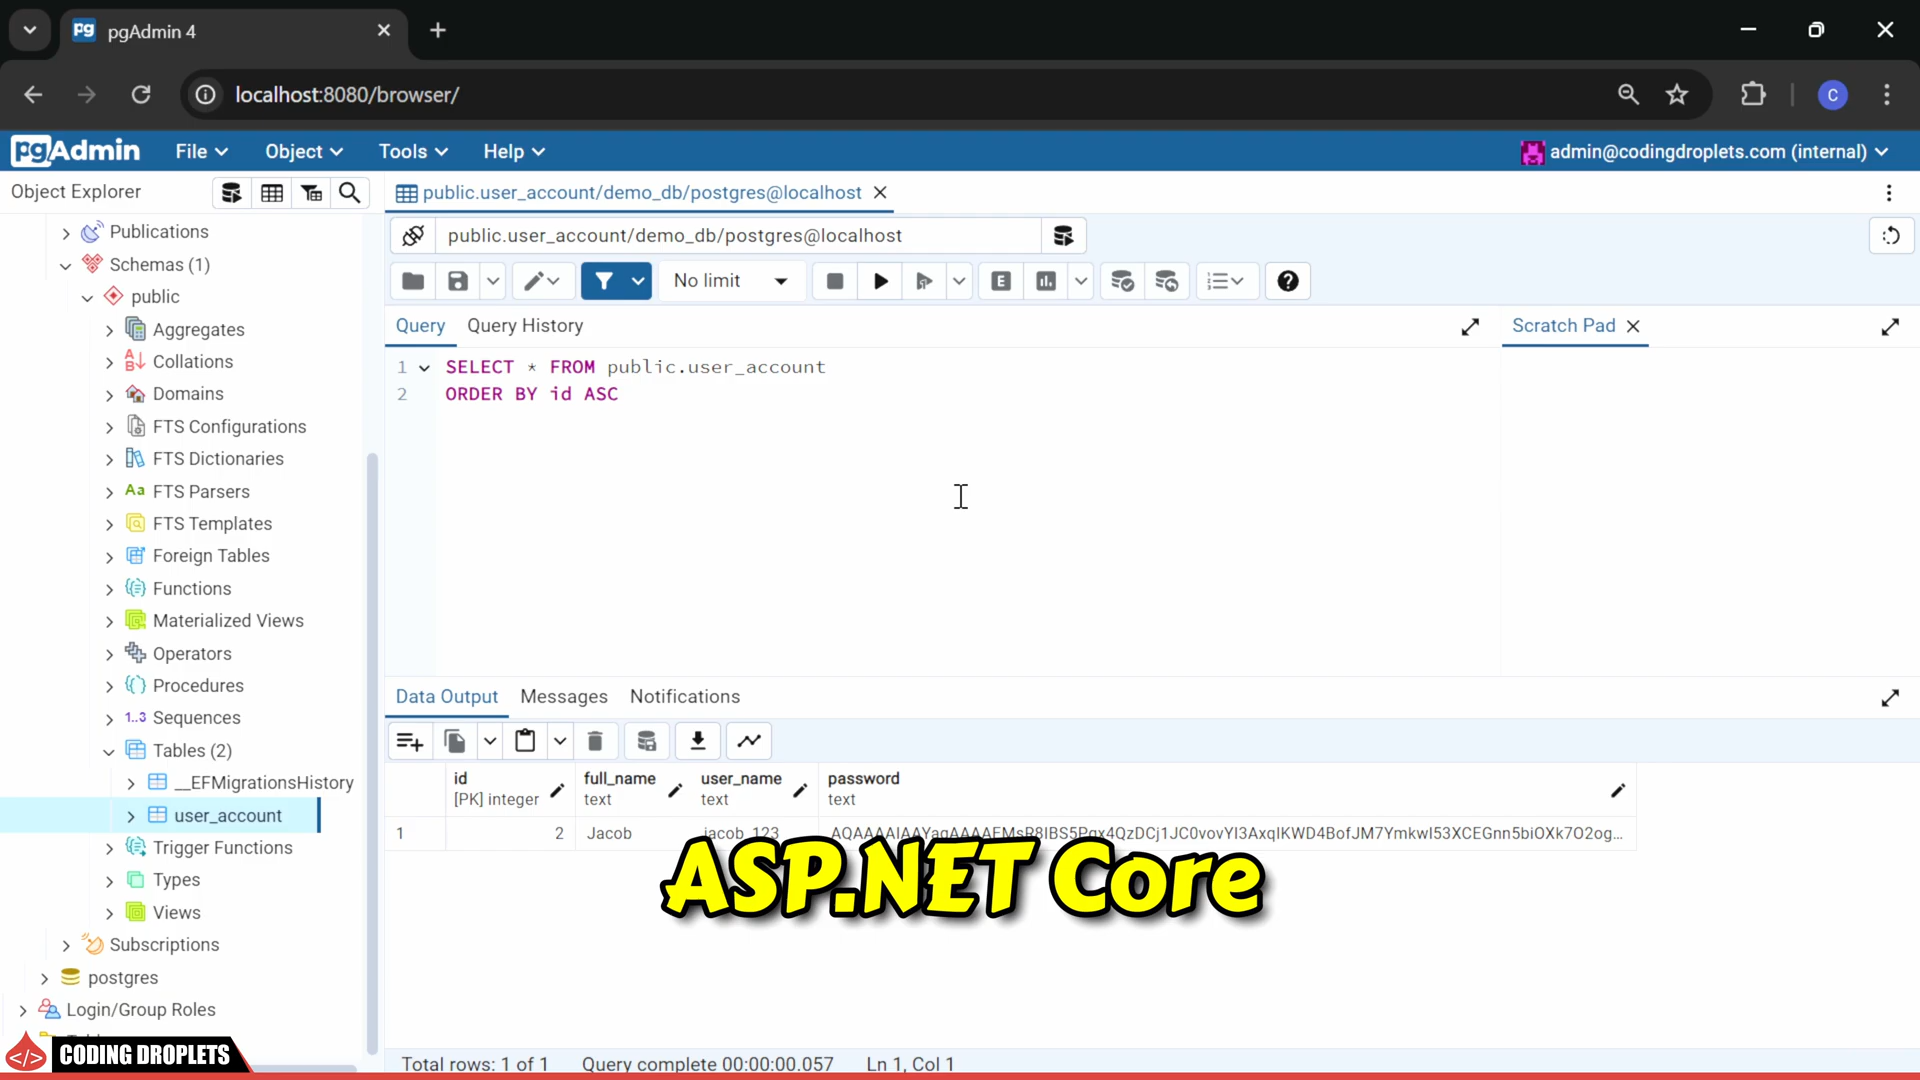 pgAdmin 4
localhost:8080/browser/
pgAdmin File Object Tools Help admin@codingdroplets.com (internal)
Object Explorer
public.user_account/demo_db/postgres@localhost
public.user_account/demo_db/postgres@localhost
No limit
Query Query History Scratch Pad
1 SELECT * FROM public.user_account
2 ORDER BY id ASC
Publications
Schemas (1)
public
Aggregates
Collations
Domains
FTS Configurations
FTS Dictionaries
FTS Parsers
FTS Templates
Foreign Tables
Functions
Materialized Views
Operators
Procedures
Sequences
Tables (2)
__EFMigrationsHistory
user_account
Trigger Functions
Types
Views
Subscriptions
postgres
Login/Group Roles
Data Output Messages Notifications
id full_name user_name password
[PK] integer text text text
1 2 Jacob jacob_123
ASP.NET Core
CODING DROPLETS
Total rows: 1 of 1 Query complete 00:00:00.057 Ln 1, Col 1